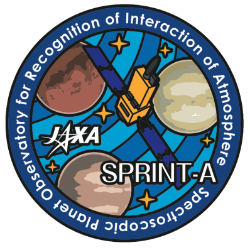 Spectroscopic Planet Observatory for Recognition of Interaction of Atmosphere
JAXA
SPRINT-A